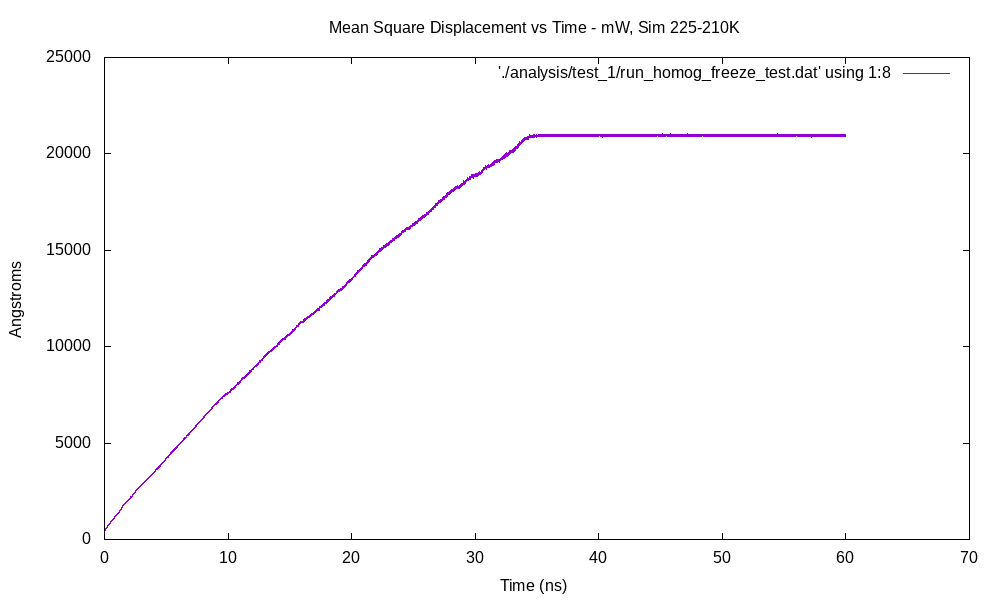 Mean Square Displacement vs Time - mW, Sim 225-210K
'./analysis/test_1/run_homog_freeze_test.dat' using 1:8
25000
20000
15000
10000
5000
0
Angstroms
0 10 20 30 40 50 60 70
Time (ns)